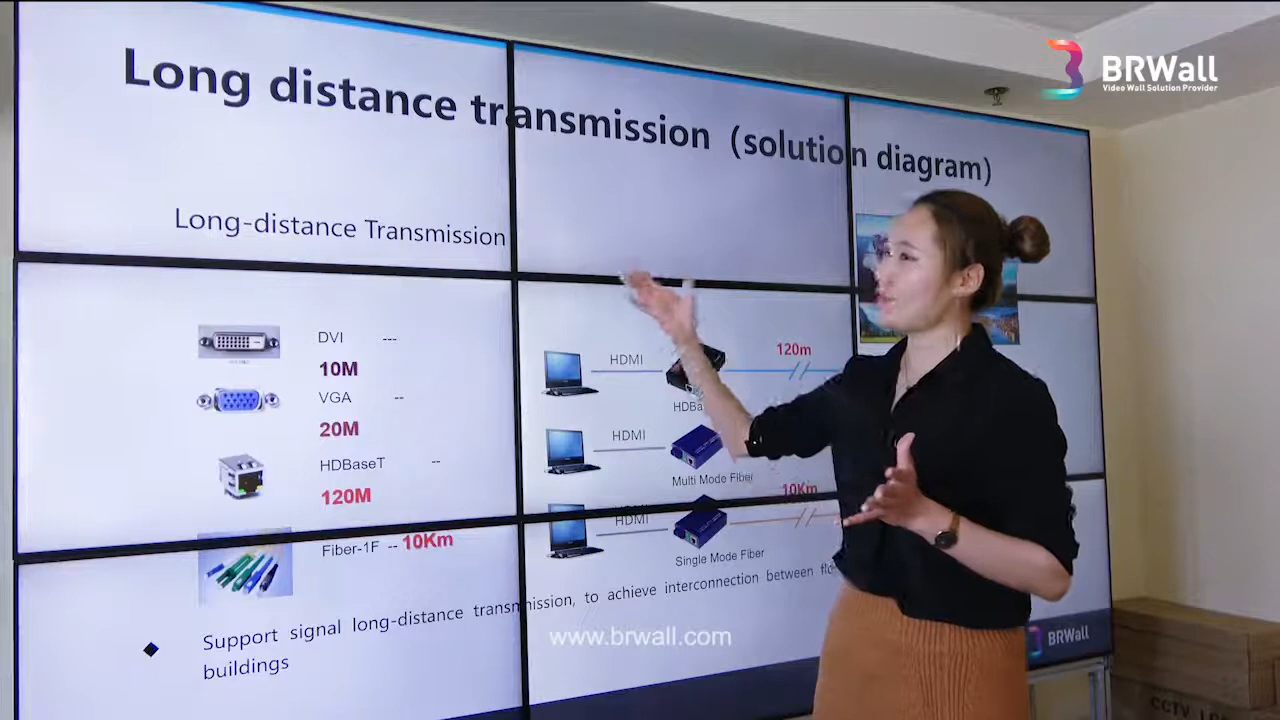 BRWall
Video Wall Solution Provider
Long distance transmission (solution diagram)
Long-distance Transmission
DVI ---
10M
VGA --
20M
HDBaseT --
120M
Fiber-1F -- 10Km
HDMI
120m
HDMI
Multi Mode Fiber
HDMI
10Km
Single Mode Fiber
Support signal long-distance transmission, to achieve interconnection between
buildings
www.brwall.com
BRWall
CCTV